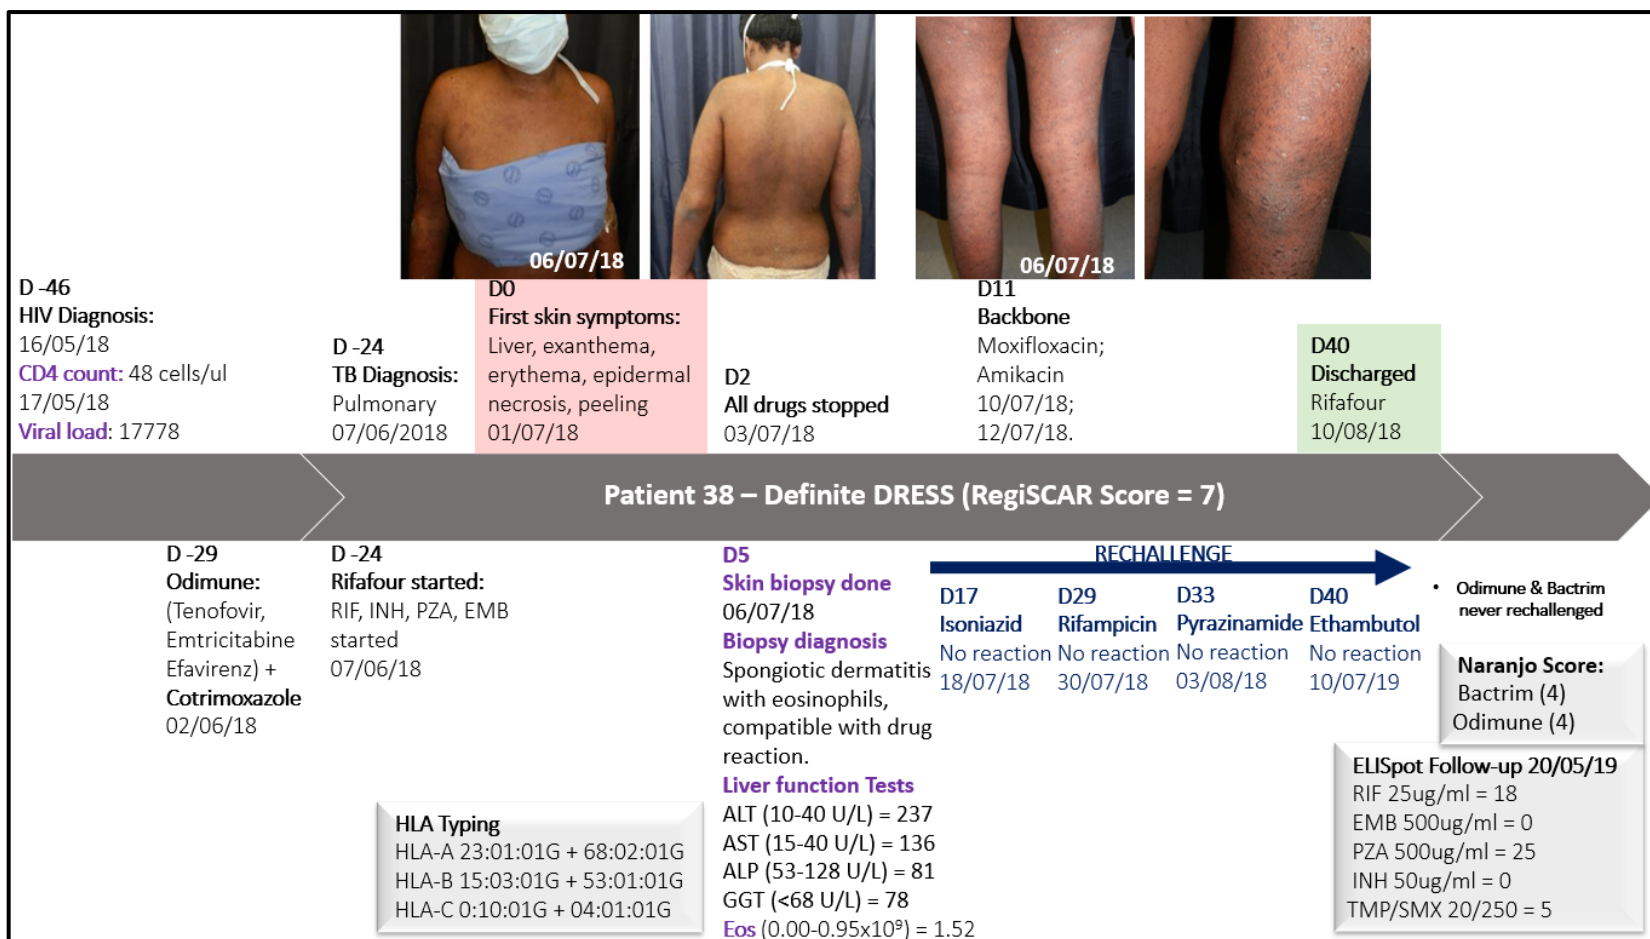 06/07/18
06/07/18
D -46
HIV Diagnosis:
16/05/18
CD4 count: 48 cells/ul
17/05/18
Viral load: 17778
D -24
TB Diagnosis:
Pulmonary
07/06/2018
D0
First skin symptoms:
Liver, exanthema,
erythema, epidermal
necrosis, peeling
01/07/18
D2
All drugs stopped
03/07/18
D11
Backbone
Moxifloxacin;
Amikacin
10/07/18;
12/07/18.
D40
Discharged
Rifafour
10/08/18
Patient 38 – Definite DRESS (RegiSCAR Score = 7)
D -29
Odimune:
(Tenofovir,
Emtricitabine
Efavirenz) +
Cotrimoxazole
02/06/18
D -24
Rifafour started:
RIF, INH, PZA, EMB
started
07/06/18
HLA Typing
HLA-A 23:01:01G + 68:02:01G
HLA-B 15:03:01G + 53:01:01G
HLA-C 0:10:01G + 04:01:01G
D5
Skin biopsy done
06/07/18
Biopsy diagnosis
Spongiotic dermatitis
with eosinophils,
compatible with drug
reaction.
Liver function Tests
ALT (10-40 U/L) = 237
AST (15-40 U/L) = 136
ALP (53-128 U/L) = 81
GGT (<68 U/L) = 78
Eos (0.00-0.95x10⁹) = 1.52
RECHALLENGE
D17
Isoniazid
No reaction
18/07/18
D29
Rifampicin
No reaction
30/07/18
D33
Pyrazinamide
No reaction
03/08/18
D40
Ethambutol
No reaction
10/07/19
• Odimune & Bactrim
never rechallenged
Naranjo Score:
Bactrim (4)
Odimune (4)
ELISpot Follow-up 20/05/19
RIF 25ug/ml = 18
EMB 500ug/ml = 0
PZA 500ug/ml = 25
INH 50ug/ml = 0
TMP/SMX 20/250 = 5